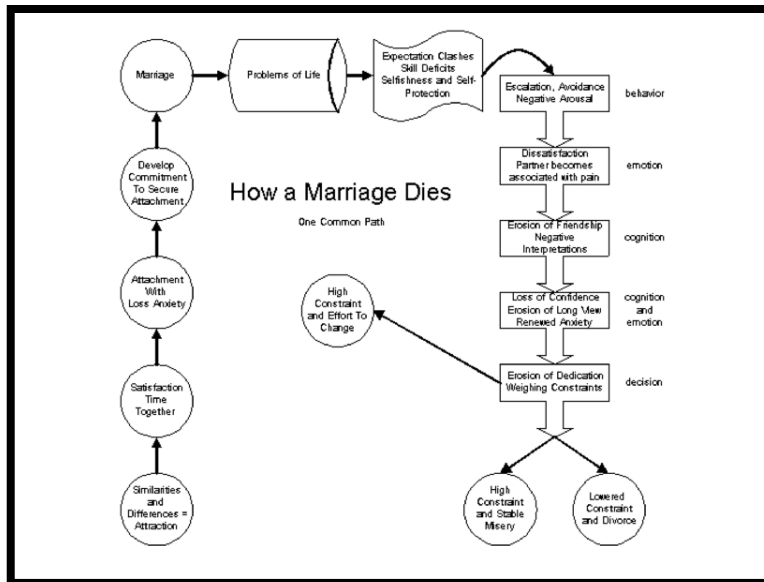 How a Marriage Dies
One Common Path
Similarities
and
Differences =
Attraction
Satisfaction
Time
Together
Attachment
With
Loss Anxiety
Develop
Commitment
To Secure
Attachment
Marriage
Problems of Life
Expectation Clashes
Skill Deficits
Selfishness and Self-
Protection
Escalation, Avoidance
Negative Arousal
behavior
Dissatisfaction
Partner becomes
associated with pain
emotion
Erosion of Friendship
Negative
Interpretations
cognition
Loss of Confidence
Erosion of Long View
Renewed Anxiety
cognition
and
emotion
Erosion of Dedication
Weighing Constraints
decision
High
Constraint
and Effort To
Change
High
Constraint
and Stable
Misery
Lowered
Constraint
and Divorce